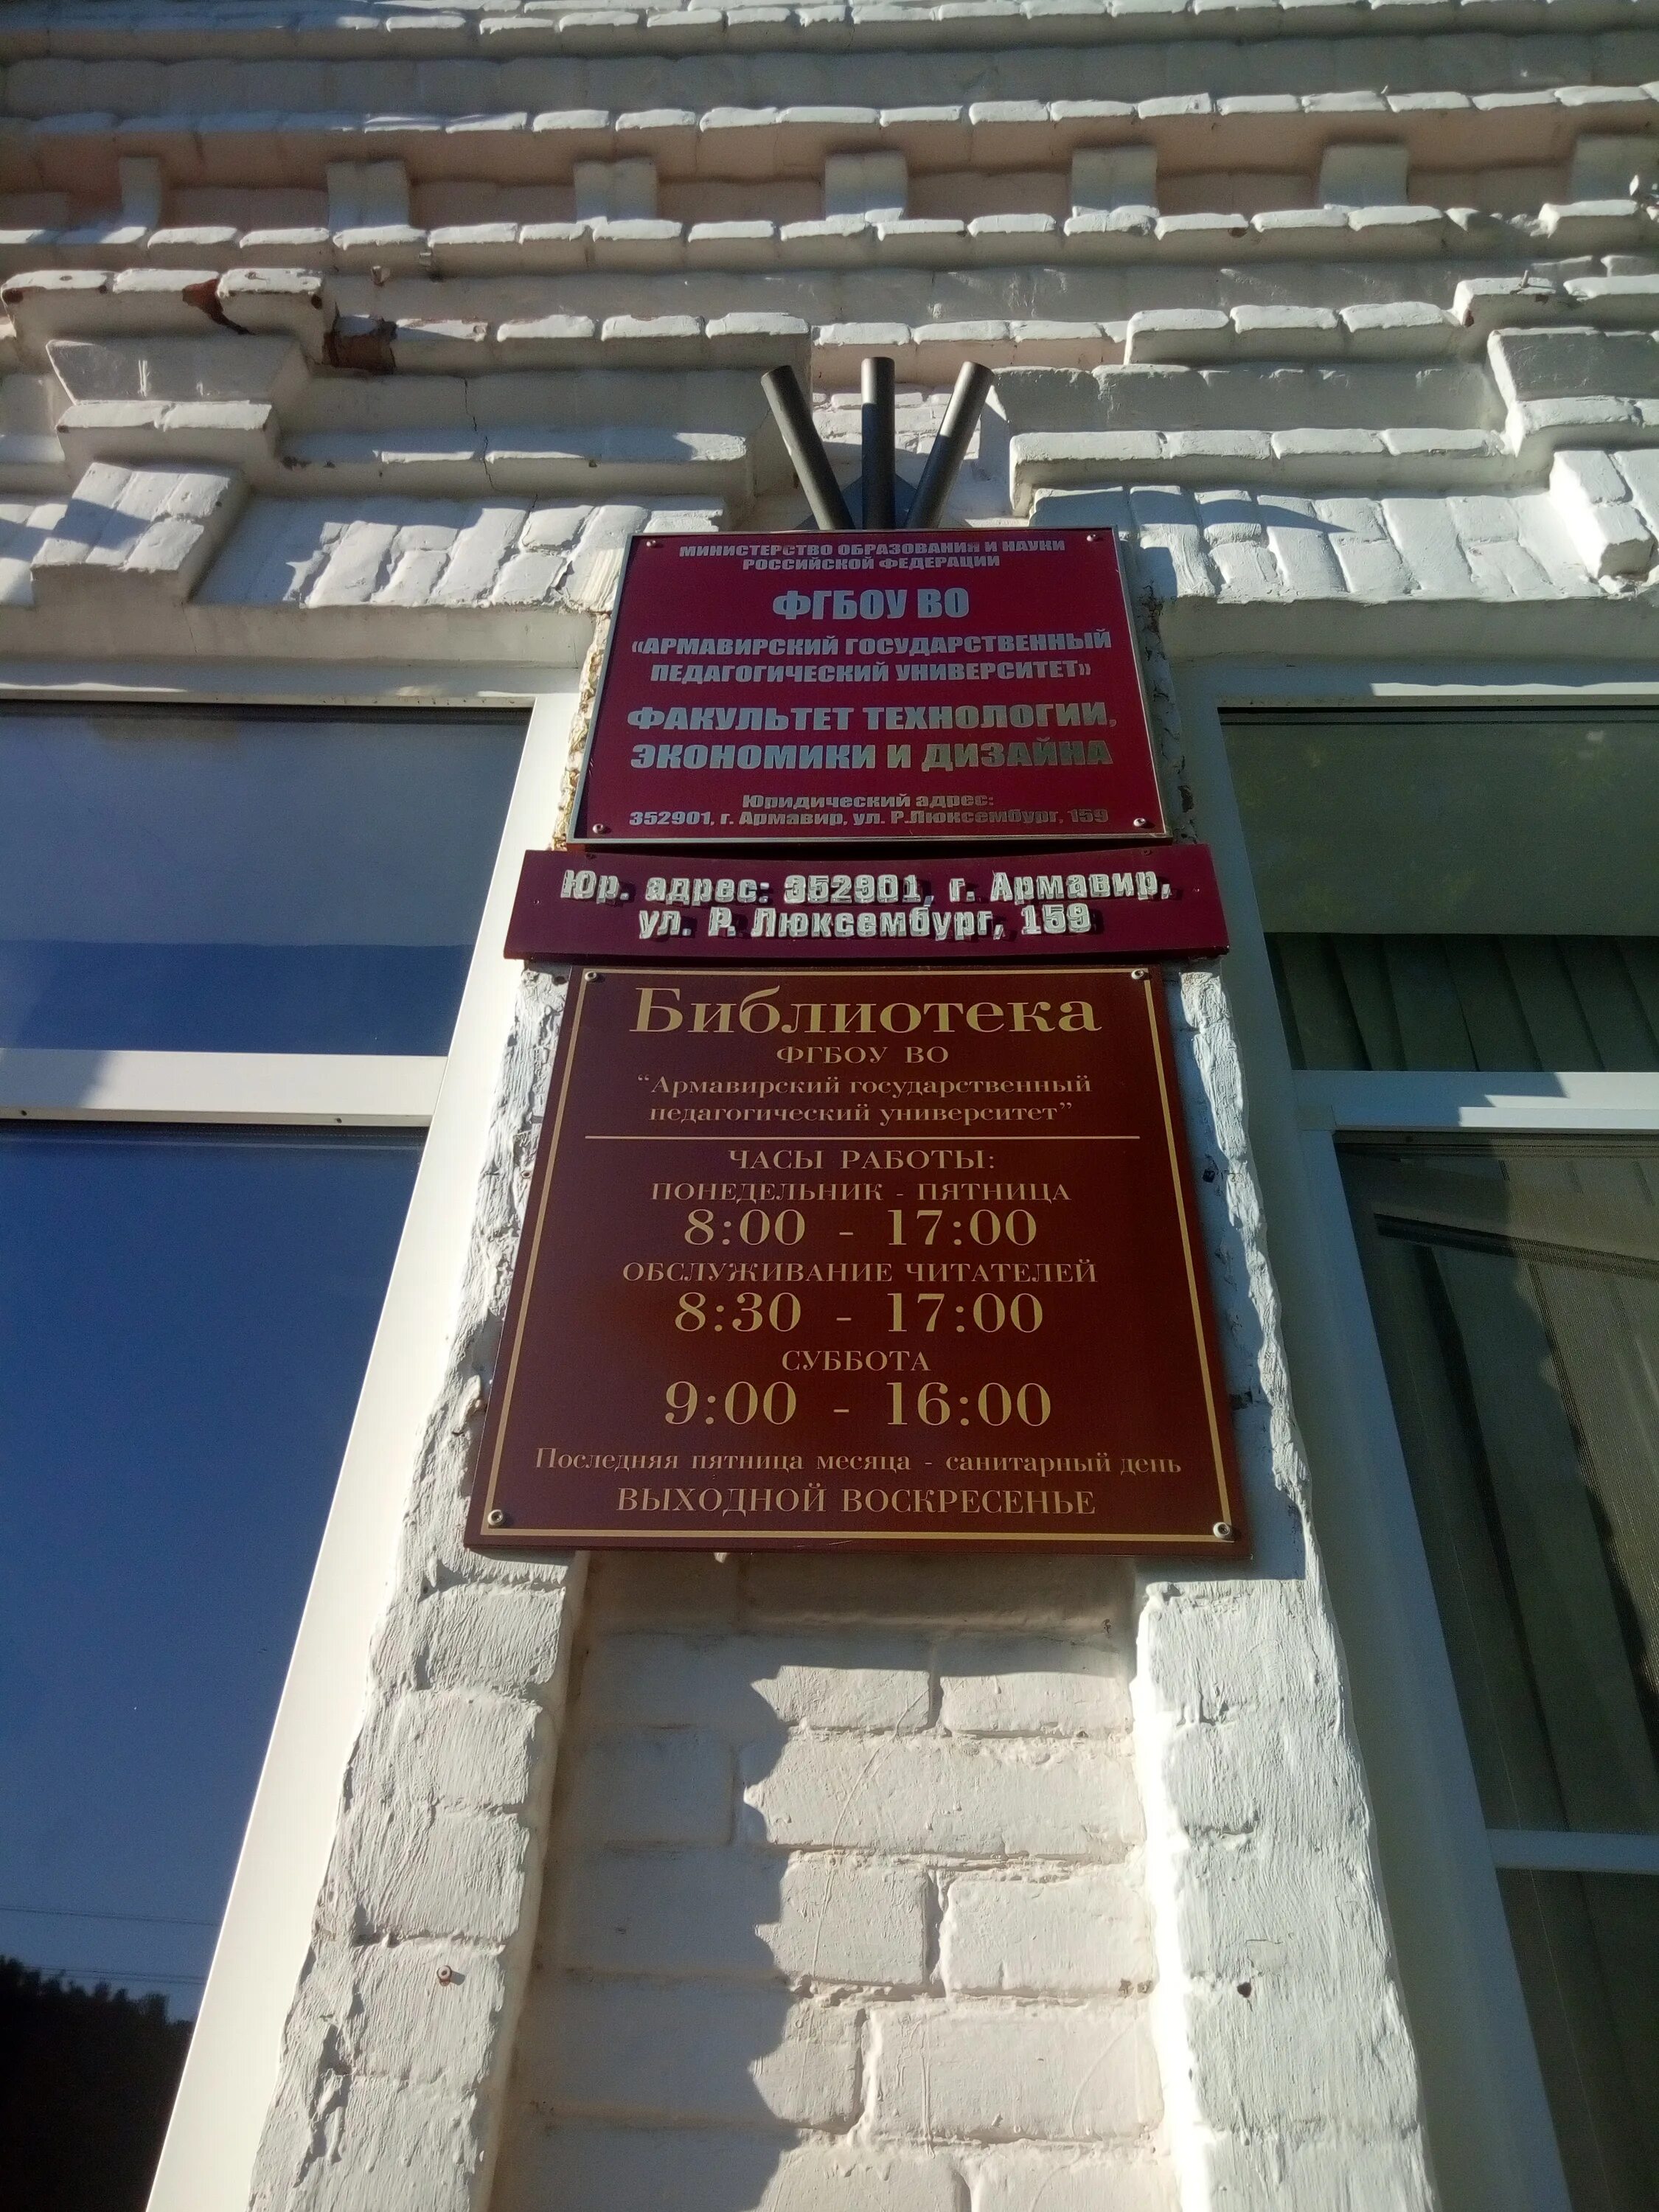 МИНИСТЕРСТВО ОБРАЗОВАНИЯ И НАУКИ
РОССИЙСКОЙ ФЕДЕРАЦИИ
ФГБОУ ВО
«АРМАВИРСКИЙ ГОСУДАРСТВЕННЫЙ
ПЕДАГОГИЧЕСКИЙ УНИВЕРСИТЕТ»
ФАКУЛЬТЕТ ТЕХНОЛОГИИ,
ЭКОНОМИКИ И ДИЗАЙНА
Юридический адрес:
352901, г. Армавир, ул. Р.Люксембург, 159
Юр. адрес: 352901, г. Армавир,
ул. Р. Люксембург, 159
Библиотека
ФГБОУ ВО
“Армавирский государственный
педагогический университет”
ЧАСЫ РАБОТЫ:
ПОНЕДЕЛЬНИК - ПЯТНИЦА
8:00 - 17:00
ОБСЛУЖИВАНИЕ ЧИТАТЕЛЕЙ
8:30 - 17:00
СУББОТА
9:00 - 16:00
Последняя пятница месяца - санитарный день
ВЫХОДНОЙ ВОСКРЕСЕНЬЕ